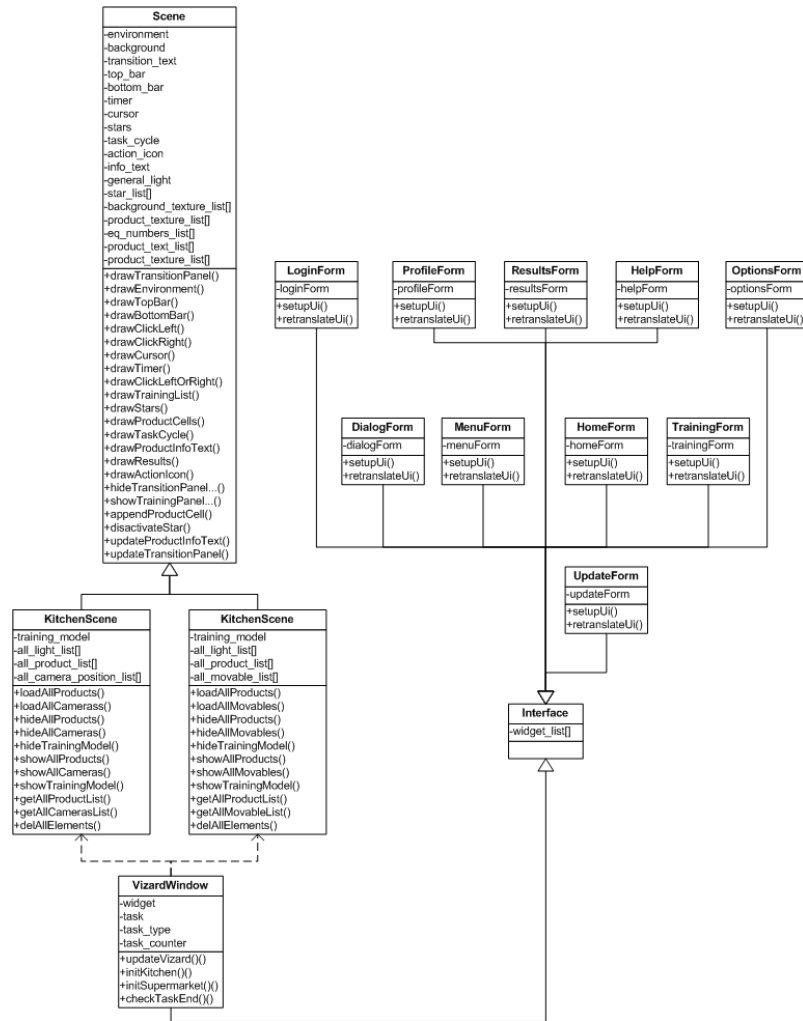 Scene
-environment
-background
-transition_text
-top_bar
-bottom_bar
-timer
-cursor
-stars
-task_cycle
-action_icon
-info_text
-general_light
-star_list[]
-background_texture_list[]
-product_texture_list[]
-eq_numbers_list[]
-product_text_list[]
-product_texture_list[]
+drawTransitionPanel()
+drawEnvironment()
+drawTopBar()
+drawBottomBar()
+drawClickLeft()
+drawClickRight()
+drawCursor()
+drawTimer()
+drawClickLeftOrRight()
+drawTrainingList()
+drawStars()
+drawProductCells()
+drawTaskCycle()
+drawProductInfoText()
+drawResults()
+drawActionIcon()
+hideTransitionPanel...()
+showTrainingPanel...()
+appendProductCell()
+disactivateStar()
+updateProductInfoText()
+updateTransitionPanel()
LoginForm
-loginForm
+setupUi()
+retranslateUi()
ProfileForm
-profileForm
+setupUi()
+retranslateUi()
ResultsForm
-resultsForm
+setupUi()
+retranslateUi()
HelpForm
-helpForm
+setupUi()
+retranslateUi()
OptionsForm
-optionsForm
+setupUi()
+retranslateUi()
DialogForm
-dialogForm
+setupUi()
+retranslateUi()
MenuForm
-menuForm
+setupUi()
+retranslateUi()
HomeForm
-homeForm
+setupUi()
+retranslateUi()
TrainingForm
-trainingForm
+setupUi()
+retranslateUi()
UpdateForm
-updateForm
+setupUi()
+retranslateUi()
KitchenScene
-training_model
-all_light_list[]
-all_product_list[]
-all_camera_position_list[]
+loadAllProducts()
+loadAllCamerass()
+hideAllProducts()
+hideAllCameras()
+hideTrainingModel()
+showAllProducts()
+showAllCameras()
+showTrainingModel()
+getAllProductList()
+getAllCamerasList()
+delAllElements()
KitchenScene
-training_model
-all_light_list[]
-all_product_list[]
-all_movable_list[]
+loadAllProducts()
+loadAllMovables()
+hideAllProducts()
+hideAllMovables()
+hideTrainingModel()
+showAllProducts()
+showAllMovables()
+showTrainingModel()
+getAllProductList()
+getAllMovableList()
+delAllElements()
Interface
-widget_list[]
VizardWindow
-widget
-task
-task_type
-task_counter
+updateVizard()()
+initKitchen()()
+initSupermarket()()
+checkTaskEnd()()